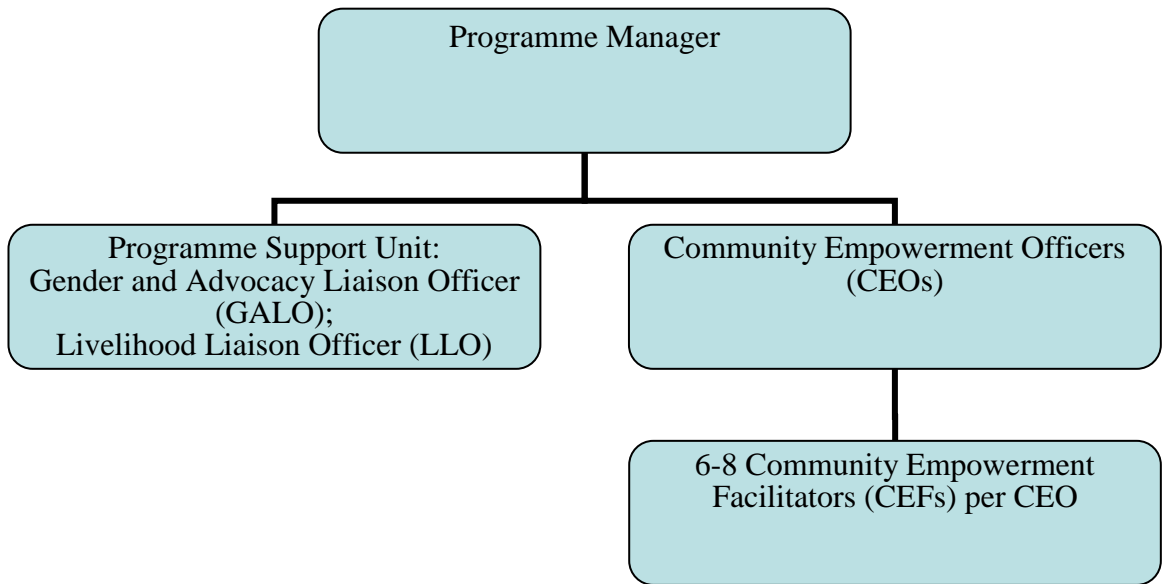 Programme Manager
Programme Support Unit:
Gender and Advocacy Liaison Officer
(GALO);
Livelihood Liaison Officer (LLO)
Community Empowerment Officers
(CEOs)
6-8 Community Empowerment
Facilitators (CEFs) per CEO